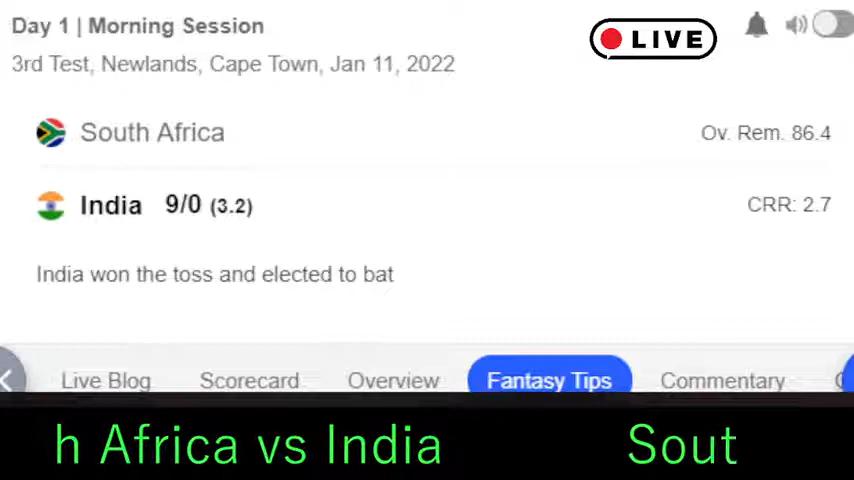 Day 1 | Morning Session
LIVE
3rd Test, Newlands, Cape Town, Jan 11, 2022
South Africa Ov. Rem. 86.4
India 9/0 (3.2) CRR: 2.7
India won the toss and elected to bat
Live Blog Scorecard Overview Fantasy Tips Commentary
h Africa vs India Sout